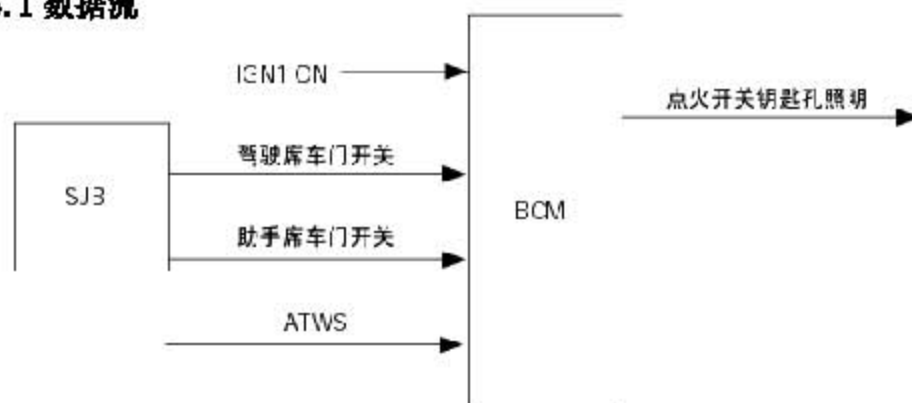 .1 数据流
IGN1 ON
点火开关钥匙孔照明
驾驶席车门开关
SJB
BCM
助手席车门开关
ATWS